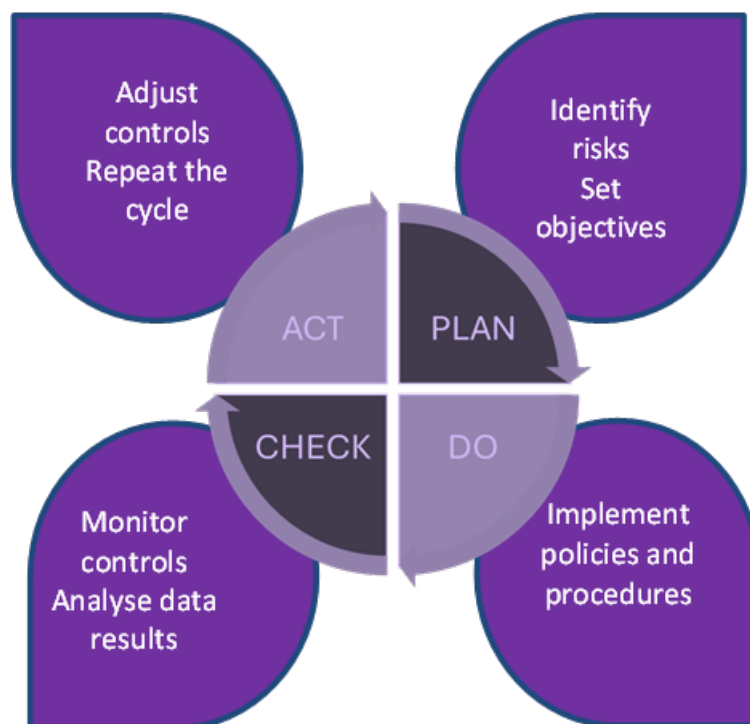 Adjust
controls
Repeat the
cycle
Identify
risks
Set
objectives
ACT
PLAN
CHECK
DO
Monitor
controls
Analyse data
results
Implement
policies and
procedures